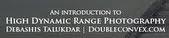 An introduction to
High Dynamic Range Photography
Debashis Talukdar | Doubleconvex.com